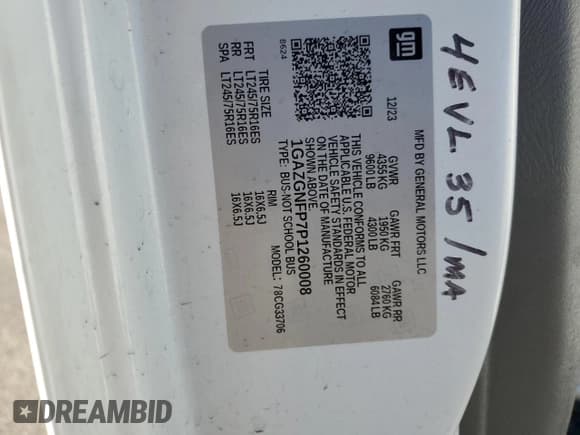 gm
4EVL.35/MA
MFD BY GENERAL MOTORS LLC
12/23
GVWR GAWR FRT GAWR RR
4355 KG 1950 KG 2760 KG
9600 LB 4300 LB 6084 LB
THIS VEHICLE CONFORMS TO ALL
APPLICABLE U.S. FEDERAL MOTOR
VEHICLE SAFETY STANDARDS IN EFFECT
ON THE DATE OF MANUFACTURE
SHOWN ABOVE.
1GAZGNFP7P1260008
TYPE: BUS-NOT SCHOOL BUS
MODEL: 78CG33706
8624
TIRE SIZE RIM
FRT LT245/75R16ES 16X6.5J
RR LT245/75R16ES 16X6.5J
SPA LT245/75R16ES 16X6.5J
DREAMBID